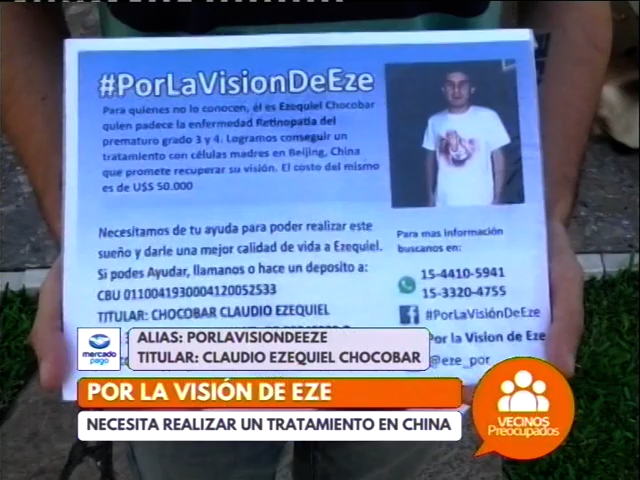 #PorLaVisionDeEze
Para quienes no lo conocen, él es Ezequiel Chocobar
quien padece la enfermedad Retinopatia del
prematuro grado 3 y 4. Logramos conseguir un
tratamiento con células madres en Beijing, China
que promete recuperar su visión. El costo del mismo
es de U$S 50.000
Necesitamos de tu ayuda para poder realizar este
sueño y darle una mejor calidad de vida a Ezequiel.
Si podes Ayudar, llamanos o hace un deposito a:
CBU 0110041930004120052533
TITULAR: CHOCOBAR CLAUDIO EZEQUIEL
Para mas información
buscanos en:
15-4410-5941
15-3320-4755
#PorLaVisiónDeEze
Por la Vision de Eze
@eze_por
mercado
pago
ALIAS: PORLAVISIONDEEZE
TITULAR: CLAUDIO EZEQUIEL CHOCOBAR
POR LA VISIÓN DE EZE
NECESITA REALIZAR UN TRATAMIENTO EN CHINA
VECINOS
Preocupados